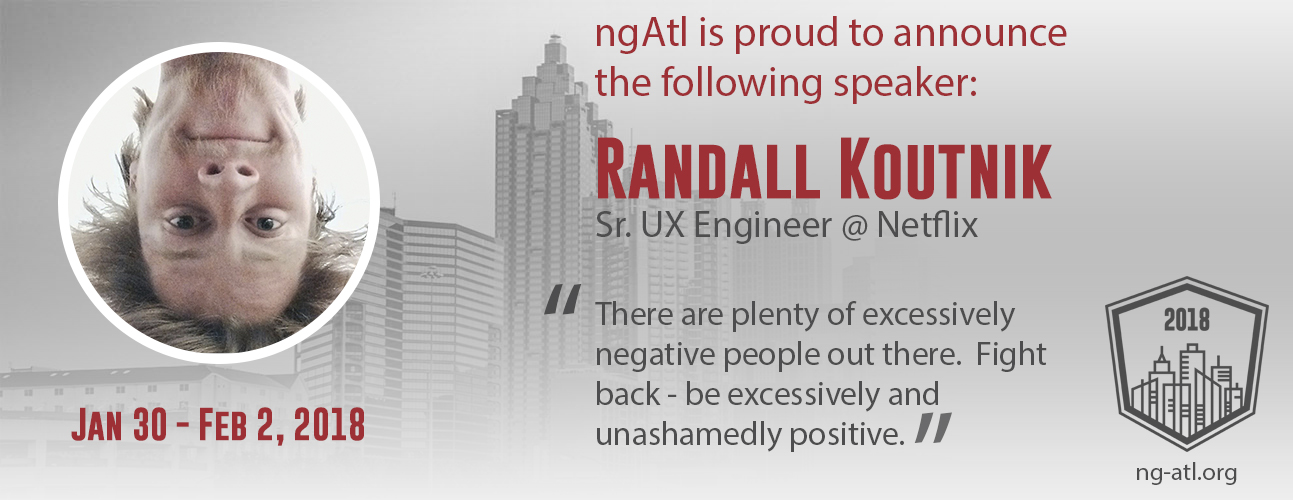 ngAtl is proud to announce
the following speaker:
RANDALL KOUTNIK
Sr. UX Engineer @ Netflix
“ There are plenty of excessively
negative people out there.  Fight
back - be excessively and
unashamedly positive. ”
JAN 30 - FEB 2, 2018
2018
ng-atl.org